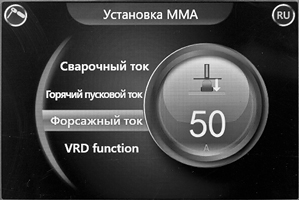 Установка ММА
RU
Сварочный ток
Горячий пусковой ток
Форсажный ток
VRD function
50
A